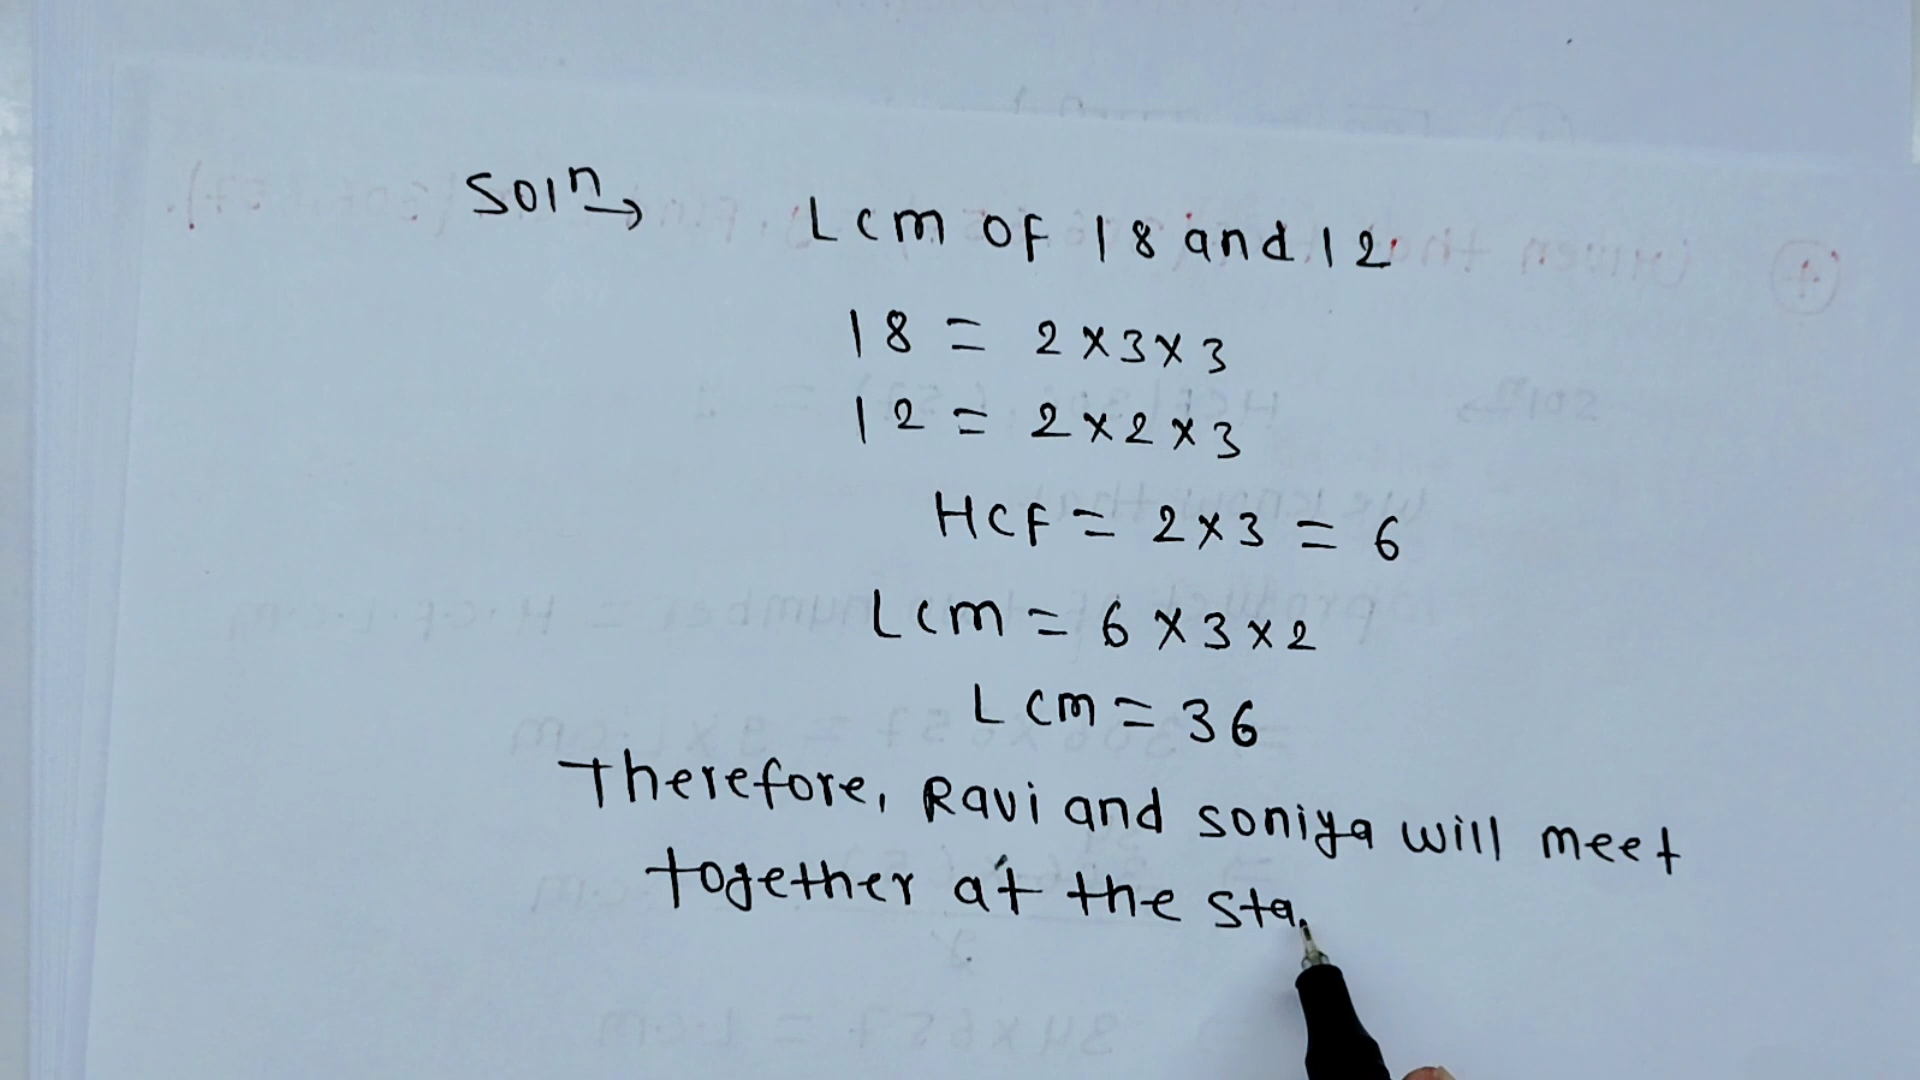 Soln→ Lcm OF 18 and 12
18 = 2×3×3
12 = 2×2×3
HCF = 2×3 = 6
Lcm = 6×3×2
Lcm = 36
Therefore, Ravi and soniya will meet
together at the sta